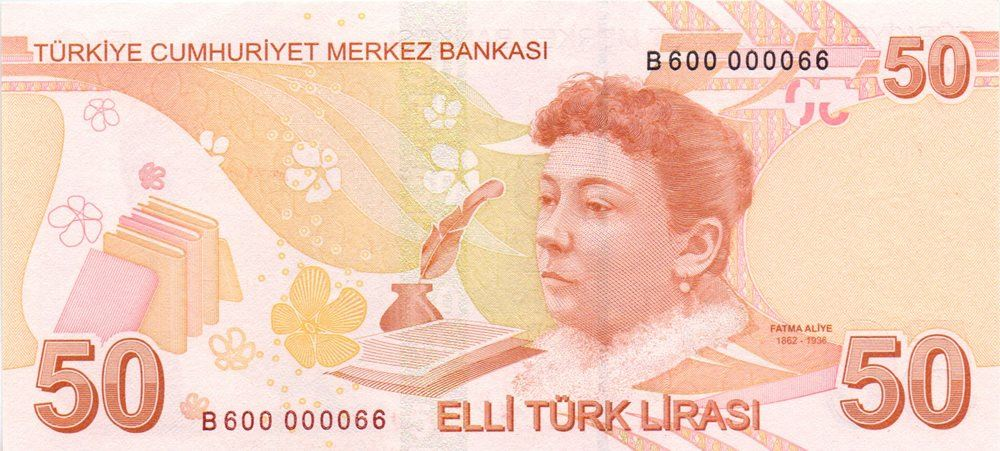 TÜRKİYE CUMHURİYET MERKEZ BANKASI
B600 000066
50
FATMA ALİYE
1862 - 1936
50
B600 000066
ELLİ TÜRK LİRASI
50